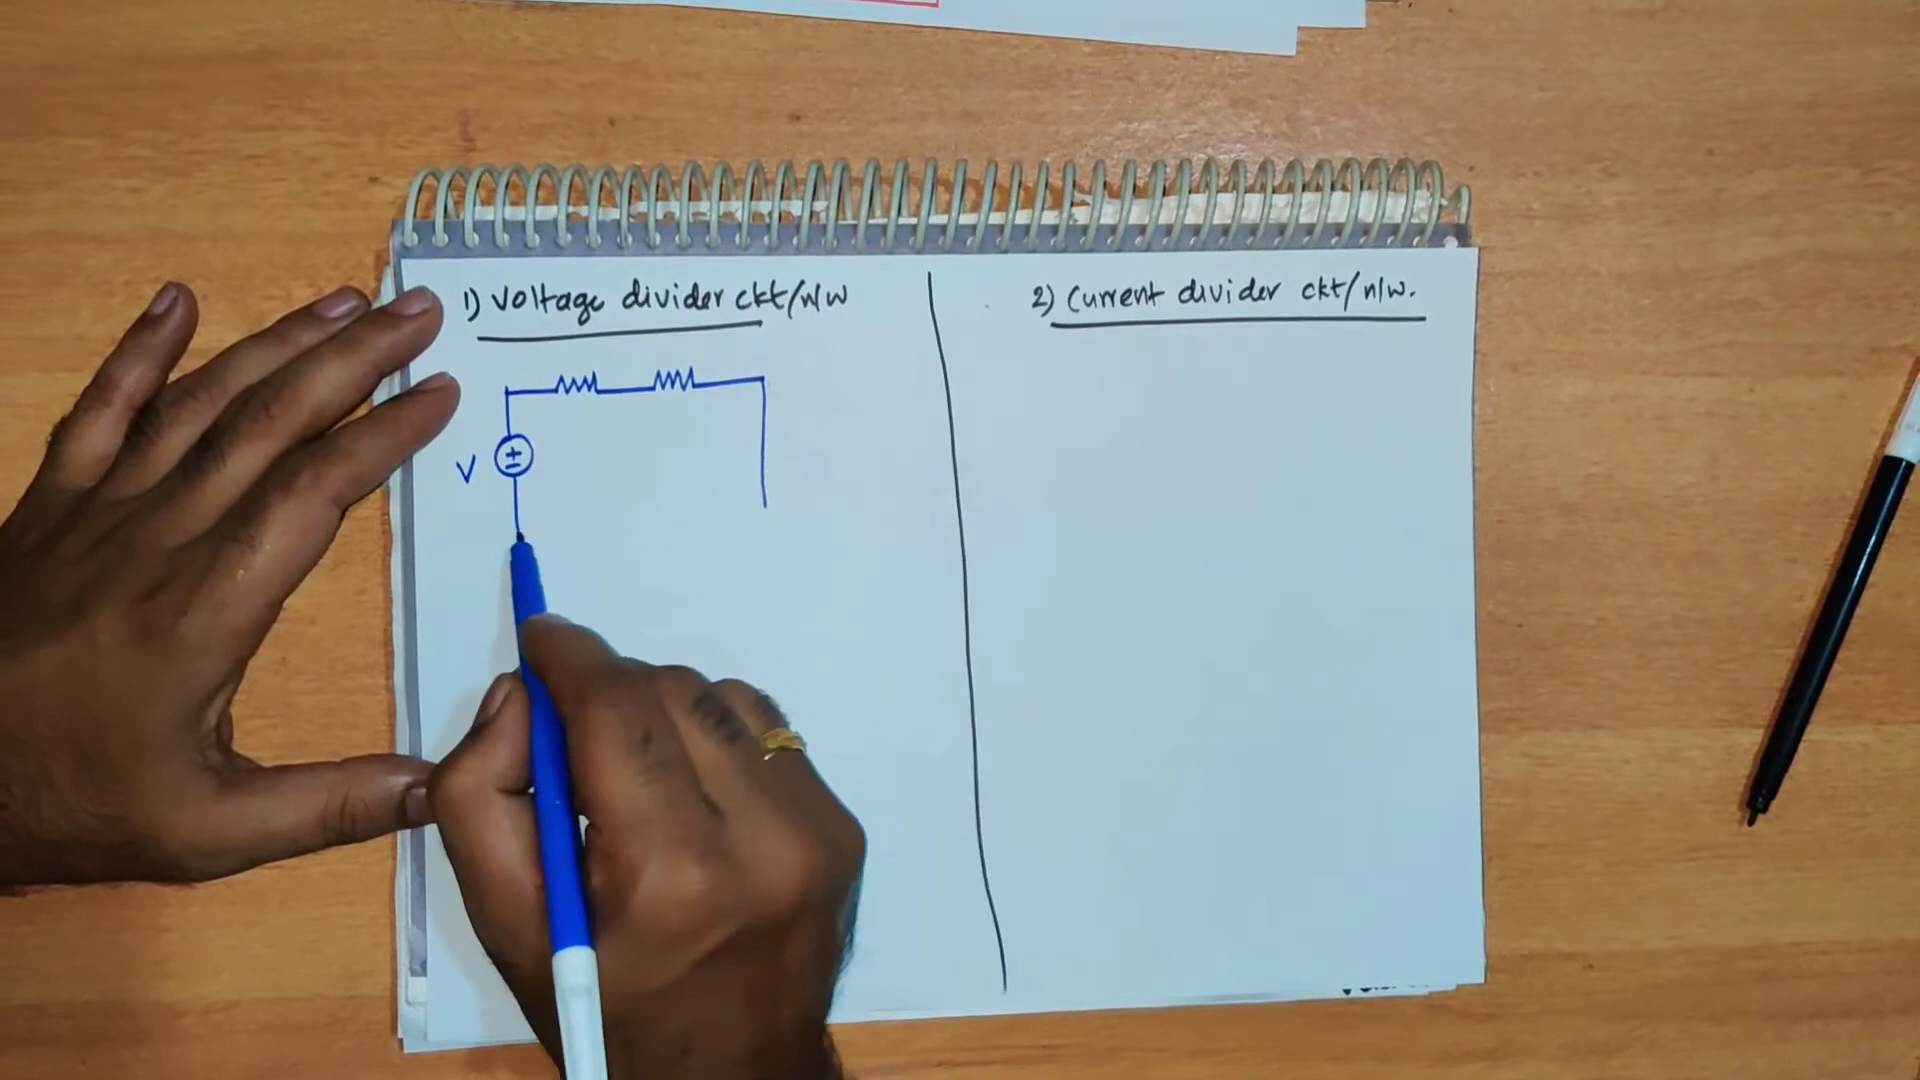 1) Voltage divider ckt/n/w
2) Current divider ckt/n/w.
V